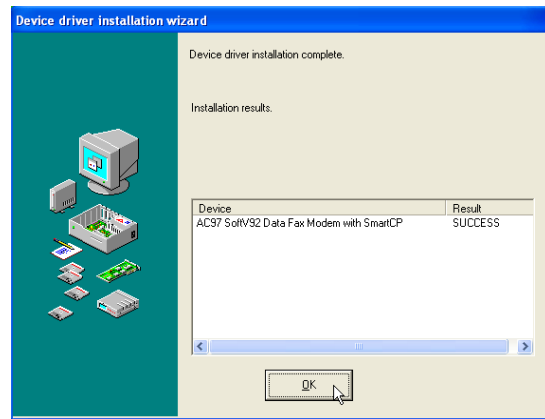 Device driver installation wizard
Device driver installation complete.
Installation results.
Device Result
AC97 SoftV92 Data Fax Modem with SmartCP SUCCESS
OK